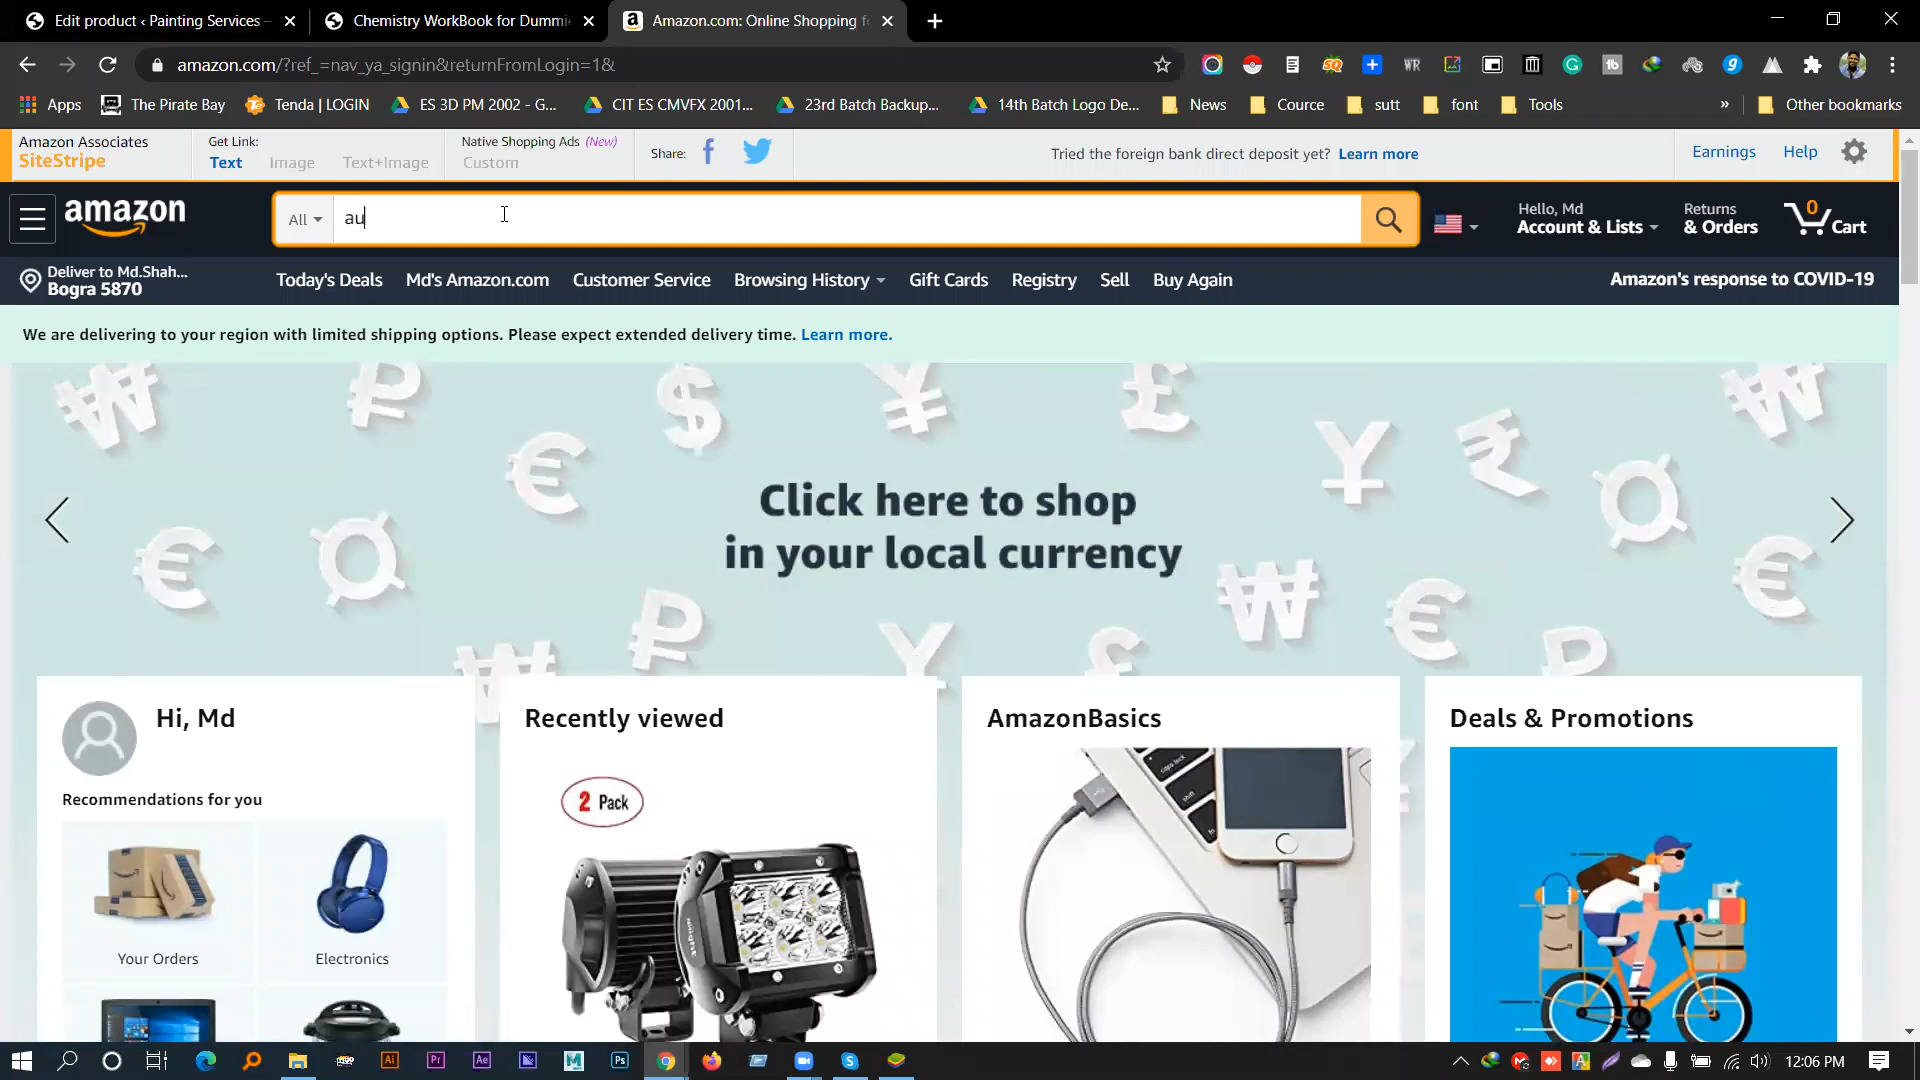 Edit product ‹ Painting Services –
Chemistry WorkBook for Dummi
Amazon.com: Online Shopping f
amazon.com/?ref_=nav_ya_signin&returnFromLogin=1&
Apps
The Pirate Bay
Tenda | LOGIN
ES 3D PM 2002 - G...
CIT ES CMVFX 2001...
23rd Batch Backup...
14th Batch Logo De...
News
Cource
sutt
font
Tools
»
Other bookmarks
Amazon Associates
SiteStripe
Get Link:
Text
Image
Text+Image
Native Shopping Ads (New)
Custom
Share:
Tried the foreign bank direct deposit yet? Learn more
Earnings
Help
amazon
All
au
Hello, Md
Account & Lists
Returns
& Orders
0
Cart
Deliver to Md.Shah...
Bogra 5870
Today's Deals
Md's Amazon.com
Customer Service
Browsing History
Gift Cards
Registry
Sell
Buy Again
Amazon's response to COVID-19
We are delivering to your region with limited shipping options. Please expect extended delivery time. Learn more.
Click here to shop
in your local currency
Hi, Md
Recommendations for you
Your Orders
Electronics
Recently viewed
2 Pack
AmazonBasics
caps lock
shift
Deals & Promotions
12:06 PM